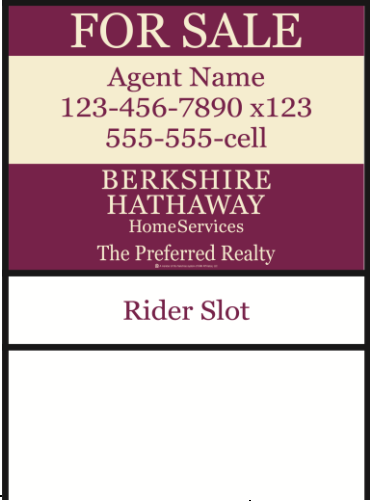 FOR SALE
Agent Name
123-456-7890 x123
555-555-cell
BERKSHIRE
HATHAWAY
HomeServices
The Preferred Realty
Rider Slot